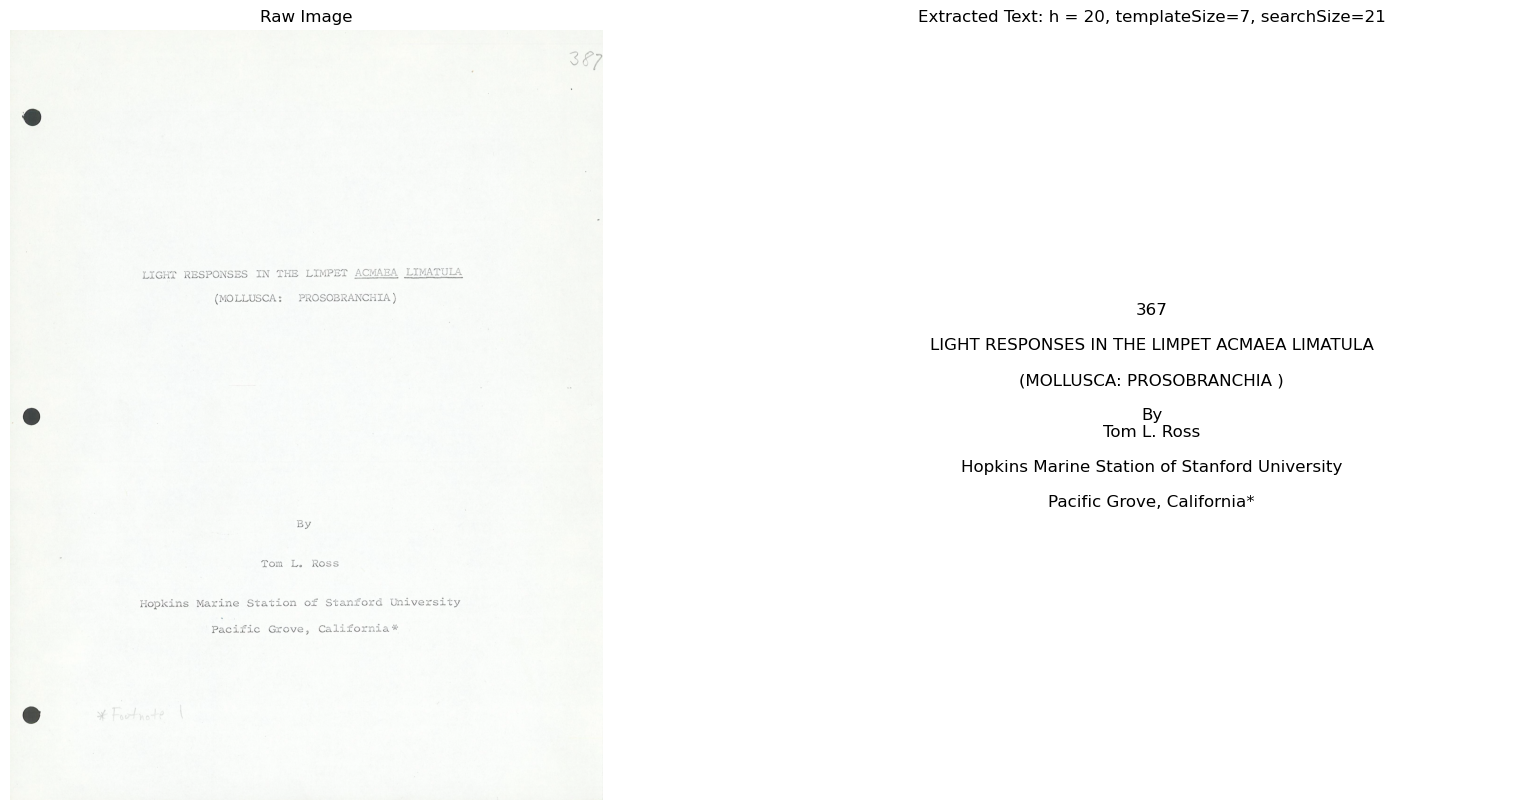 Raw Image
387
LIGHT RESPONSES IN THE LIMPET ACMAEA LIMATULA
(MOLLUSCA: PROSOBRANCHIA)
By
Tom L. Ross
Hopkins Marine Station of Stanford University
Pacific Grove, California*
* Footnote 1
Extracted Text: h = 20, templateSize=7, searchSize=21
367
LIGHT RESPONSES IN THE LIMPET ACMAEA LIMATULA
(MOLLUSCA: PROSOBRANCHIA )
By
Tom L. Ross
Hopkins Marine Station of Stanford University
Pacific Grove, California*